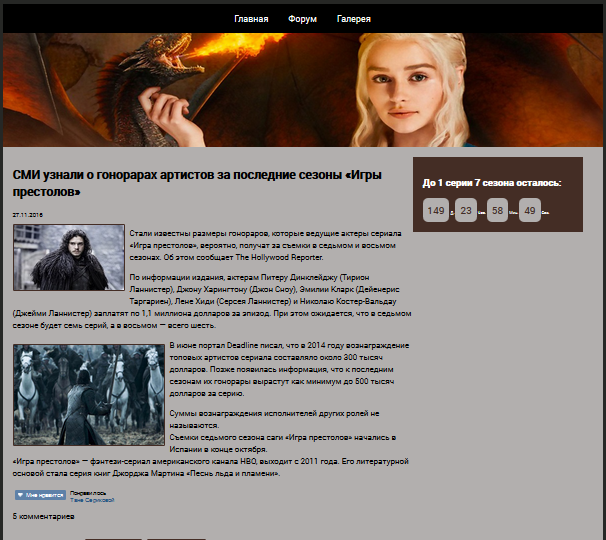 Главная Форум Галерея
СМИ узнали о гонорарах артистов за последние сезоны «Игры
престолов»
27.11.2016
Стали известны размеры гонораров, которые ведущие актеры сериала
«Игра престолов», вероятно, получат за съемки в седьмом и восьмом
сезонах. Об этом сообщает The Hollywood Reporter.
По информации издания, актерам Питеру Динклейджу (Тирион
Ланнистер), Джону Харингтону (Джон Сноу), Эмилии Кларк (Дейенерис
Таргариен), Лене Хиди (Серсея Ланнистер) и Николаю Костер-Вальдау
(Джейми Ланнистер) заплатят по 1,1 миллиона долларов за эпизод. При этом ожидается, что в седьмом
сезоне будет семь серий, а в восьмом — всего шесть.
В июне портал Deadline писал, что в 2014 году вознаграждение
топовых артистов сериала составляло около 300 тысяч
долларов. Позже появилась информация, что к последним
сезонам их гонорары вырастут как минимум до 500 тысяч
долларов за серию.
Суммы вознаграждения исполнителей других ролей не
называются.
Съемки седьмого сезона саги «Игра престолов» начались в
Испании в конце октября.
«Игра престолов» — фэнтези-сериал американского канала HBO, выходит с 2011 года. Его литературной
основой стала серия книг Джорджа Мартина «Песнь льда и пламени».
Мне нравится Понравилось
Тане Сериковой
5 комментариев
До 1 серии 7 сезона осталось:
149 23 58 49